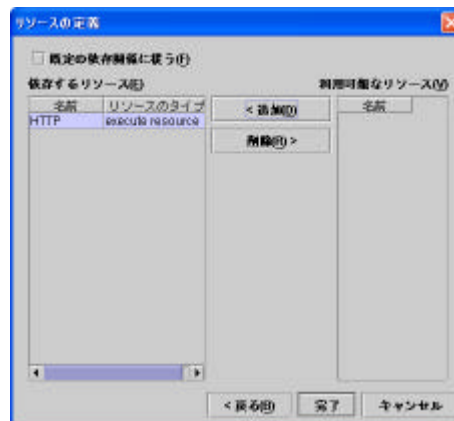 リソースの定義
既定の依存関係に従う(F)
依存するリソース(E)
利用可能なリソース(V)
名前 リソースのタイプ
HTTP execute resource
< 追加(D)
削除(R) >
名前
< 戻る(B)
完了
キャンセル